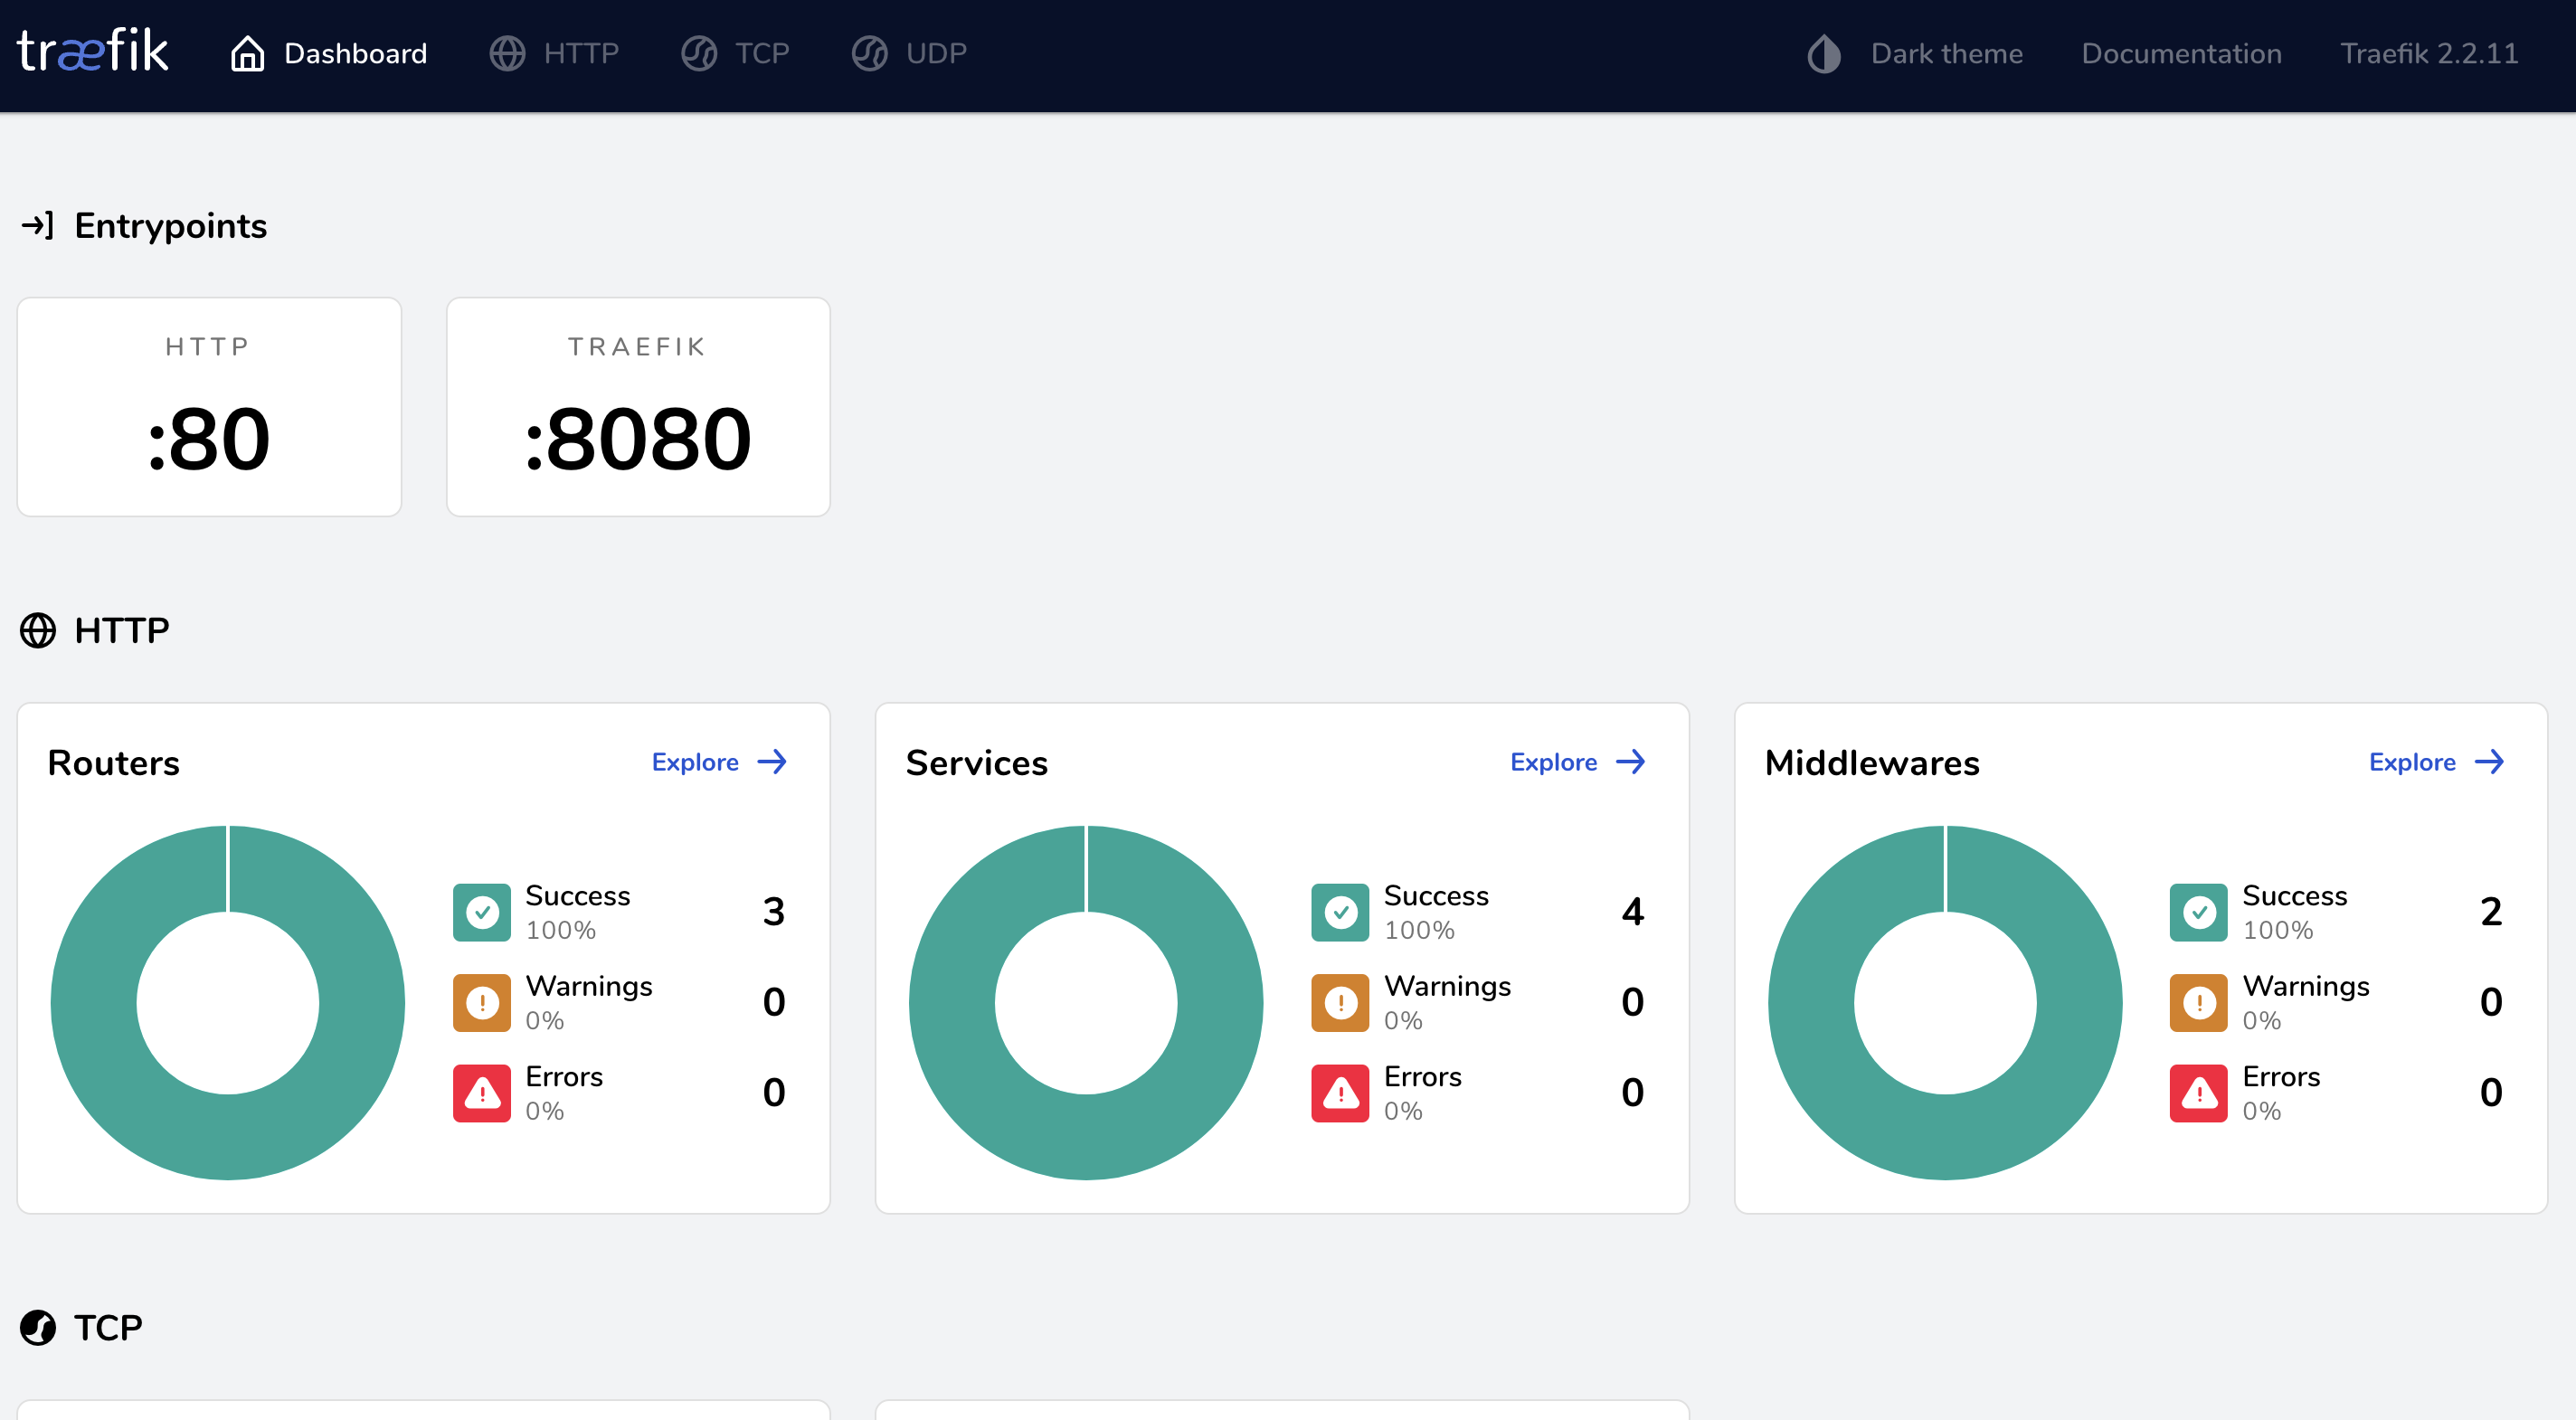 træfik Dashboard HTTP TCP UDP Dark theme Documentation Traefik 2.2.11
Entrypoints
HTTP
:80
TRAEFIK
:8080
HTTP
Routers Explore
Success 3
100%
Warnings 0
0%
Errors 0
0%
Services Explore
Success 4
100%
Warnings 0
0%
Errors 0
0%
Middlewares Explore
Success 2
100%
Warnings 0
0%
Errors 0
0%
TCP